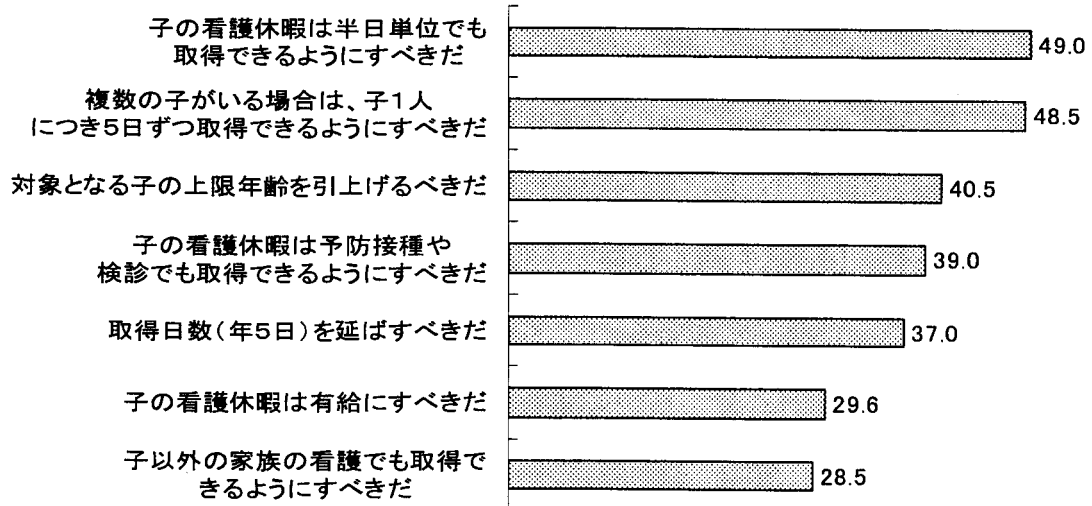 子の看護休暇は半日単位でも
取得できるようにすべきだ
49.0
複数の子がいる場合は、子1人
につき5日ずつ取得できるようにすべきだ
48.5
対象となる子の上限年齢を引上げるべきだ
40.5
子の看護休暇は予防接種や
検診でも取得できるようにすべきだ
39.0
取得日数(年5日)を延ばすべきだ
37.0
子の看護休暇は有給にすべきだ
29.6
子以外の家族の看護でも取得で
きるようにすべきだ
28.5